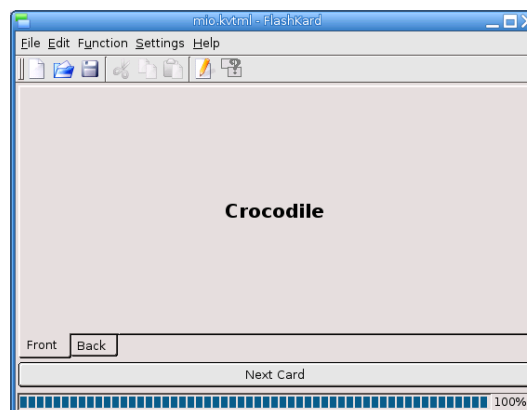 mio.kvtml - FlashKard
File Edit Function Settings Help
Crocodile
Front Back
Next Card
100%